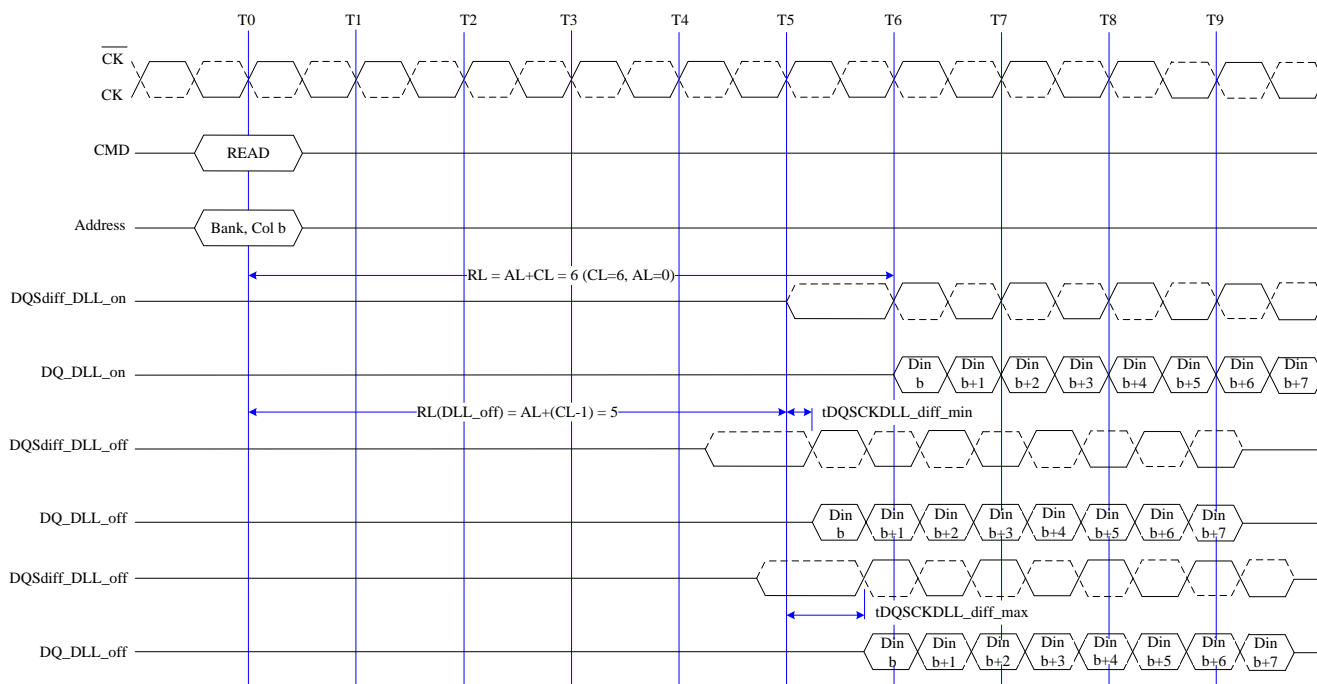 T0 T1 T2 T3 T4 T5 T6 T7 T8 T9
CK
CK
CMD READ
Address Bank, Col b
RL = AL+CL = 6 (CL=6, AL=0)
DQSdiff_DLL_on
DQ_DLL_on Din b Din b+1 Din b+2 Din b+3 Din b+4 Din b+5 Din b+6 Din b+7
RL(DLL_off) = AL+(CL-1) = 5 tDQSCKDLL_diff_min
DQSdiff_DLL_off
DQ_DLL_off Din b Din b+1 Din b+2 Din b+3 Din b+4 Din b+5 Din b+6 Din b+7
DQSdiff_DLL_off
tDQSCKDLL_diff_max
DQ_DLL_off Din b Din b+1 Din b+2 Din b+3 Din b+4 Din b+5 Din b+6 Din b+7